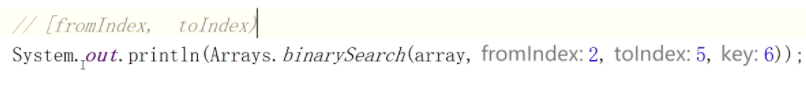 // [fromIndex, toIndex)
System.out.println(Arrays.binarySearch(array, fromIndex: 2, toIndex: 5, key: 6));